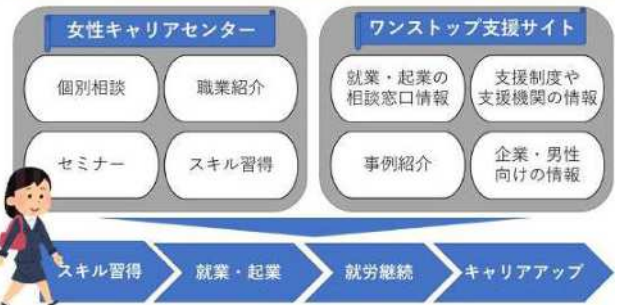 女性キャリアセンター
個別相談
職業紹介
セミナー
スキル習得
ワンストップ支援サイト
就業・起業の
相談窓口情報
支援制度や
支援機関の情報
事例紹介
企業・男性
向けの情報
スキル習得
就業・起業
就労継続
キャリアアップ